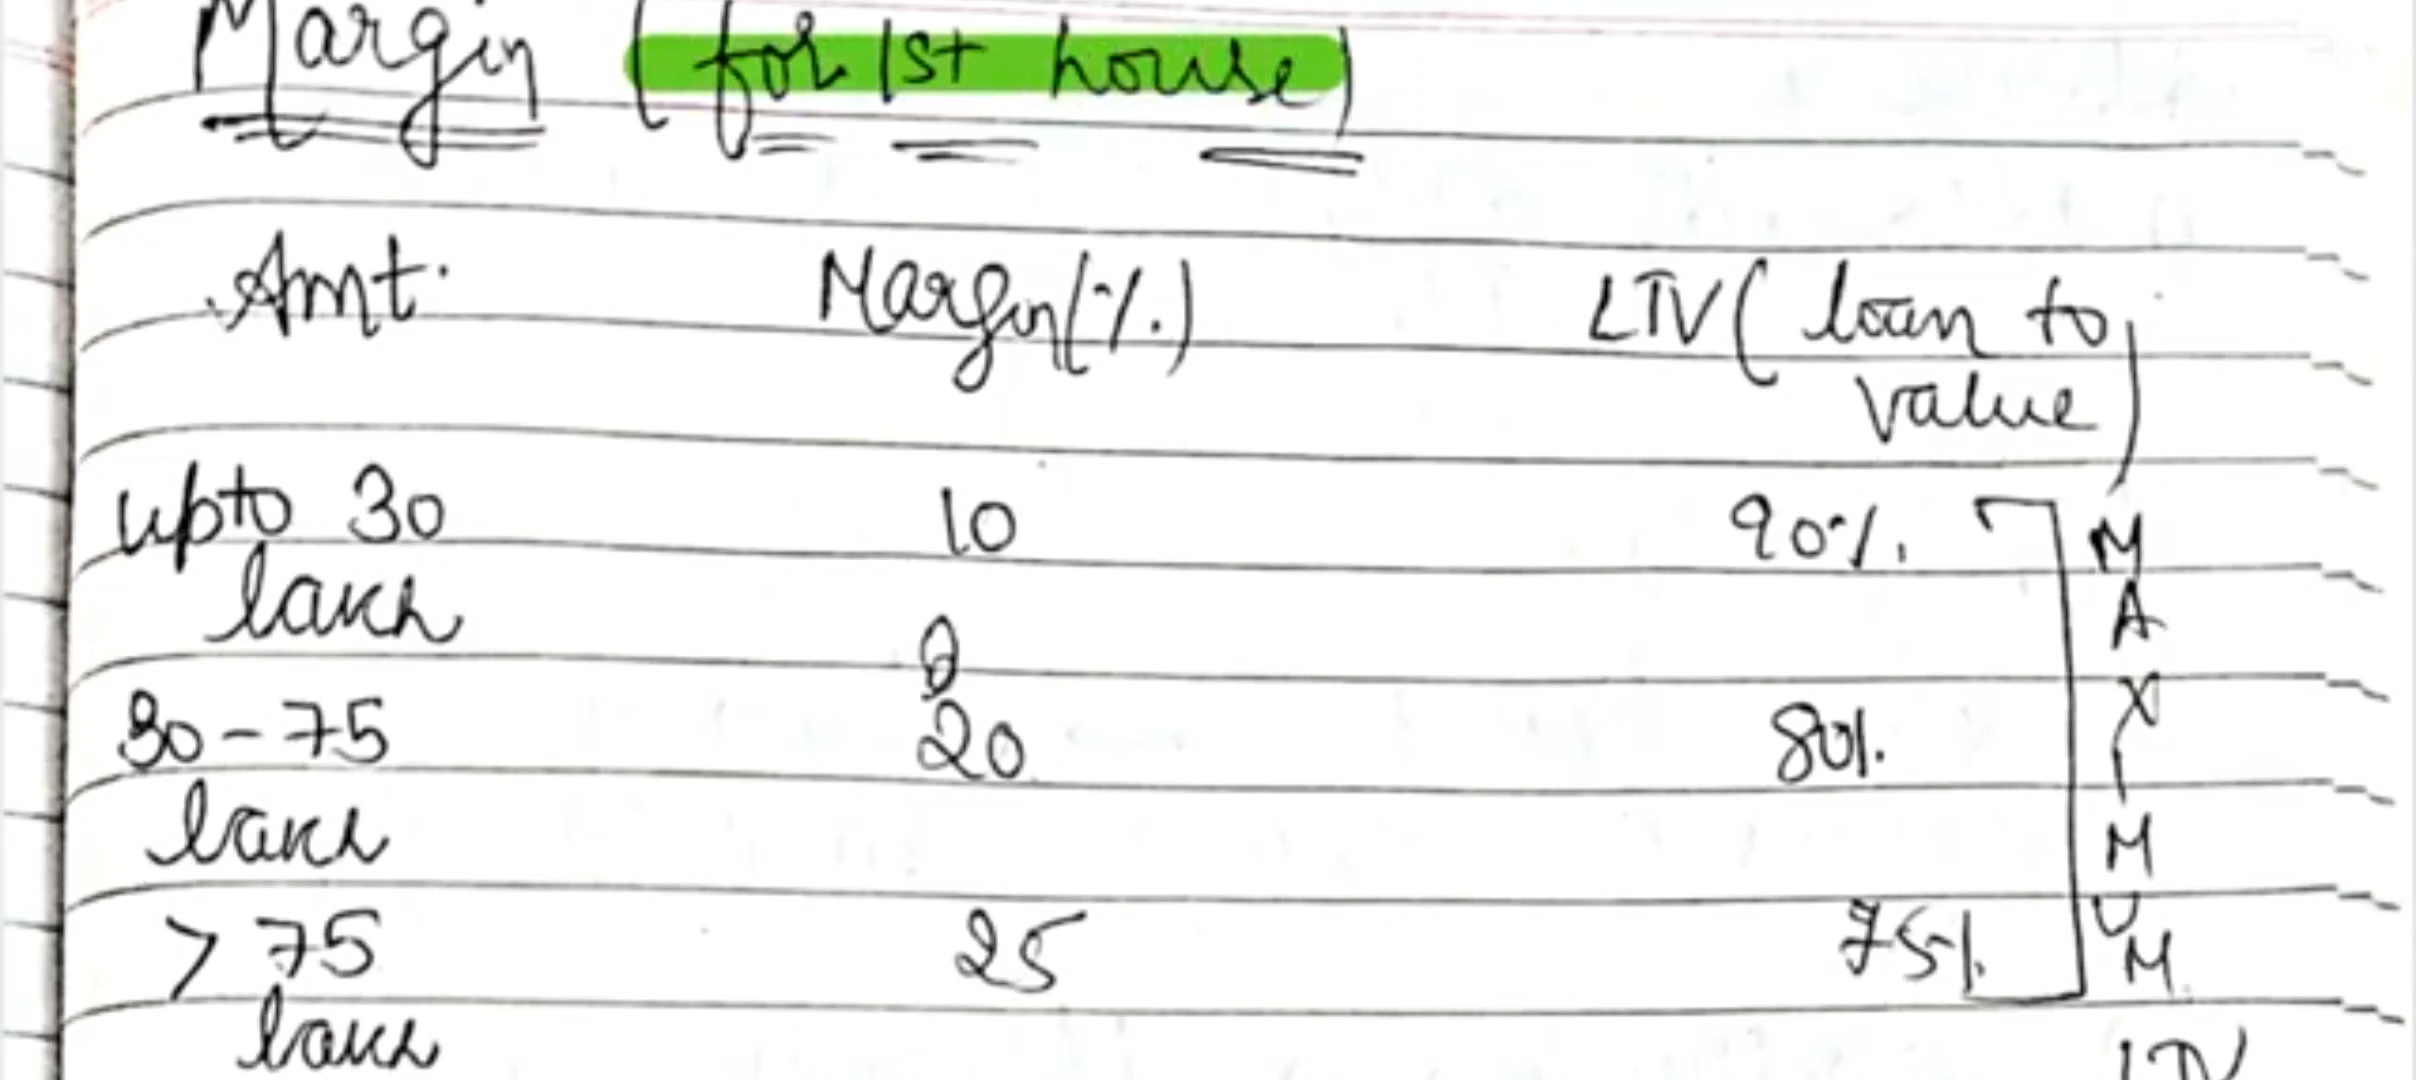 Margin (for 1st house)
Amt. Margin(%) LTV (loan to
value)
upto 30 10 90%
lakh
30-75 20 80%
lakh
> 75 25 75%
lakh
MAXIMUM
LTV